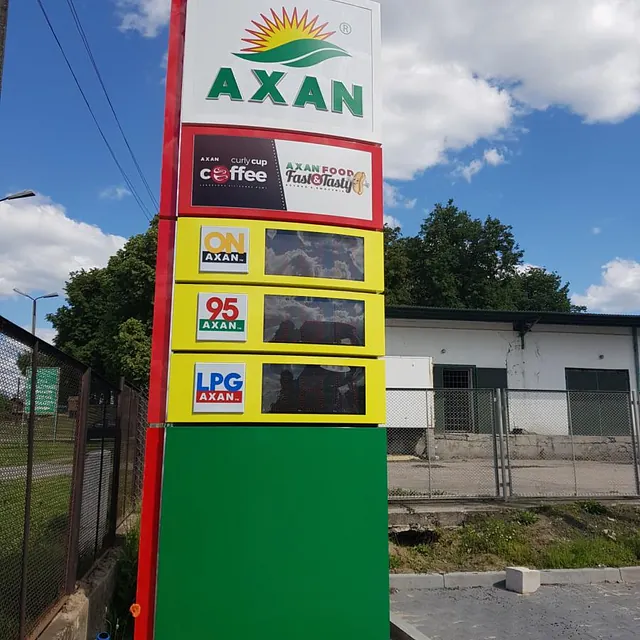 ®
AXAN
AXAN
curly cup
coffee
AXAN FOOD
Fast&Tasty
ON
AXAN
95
AXAN
LPG
AXAN